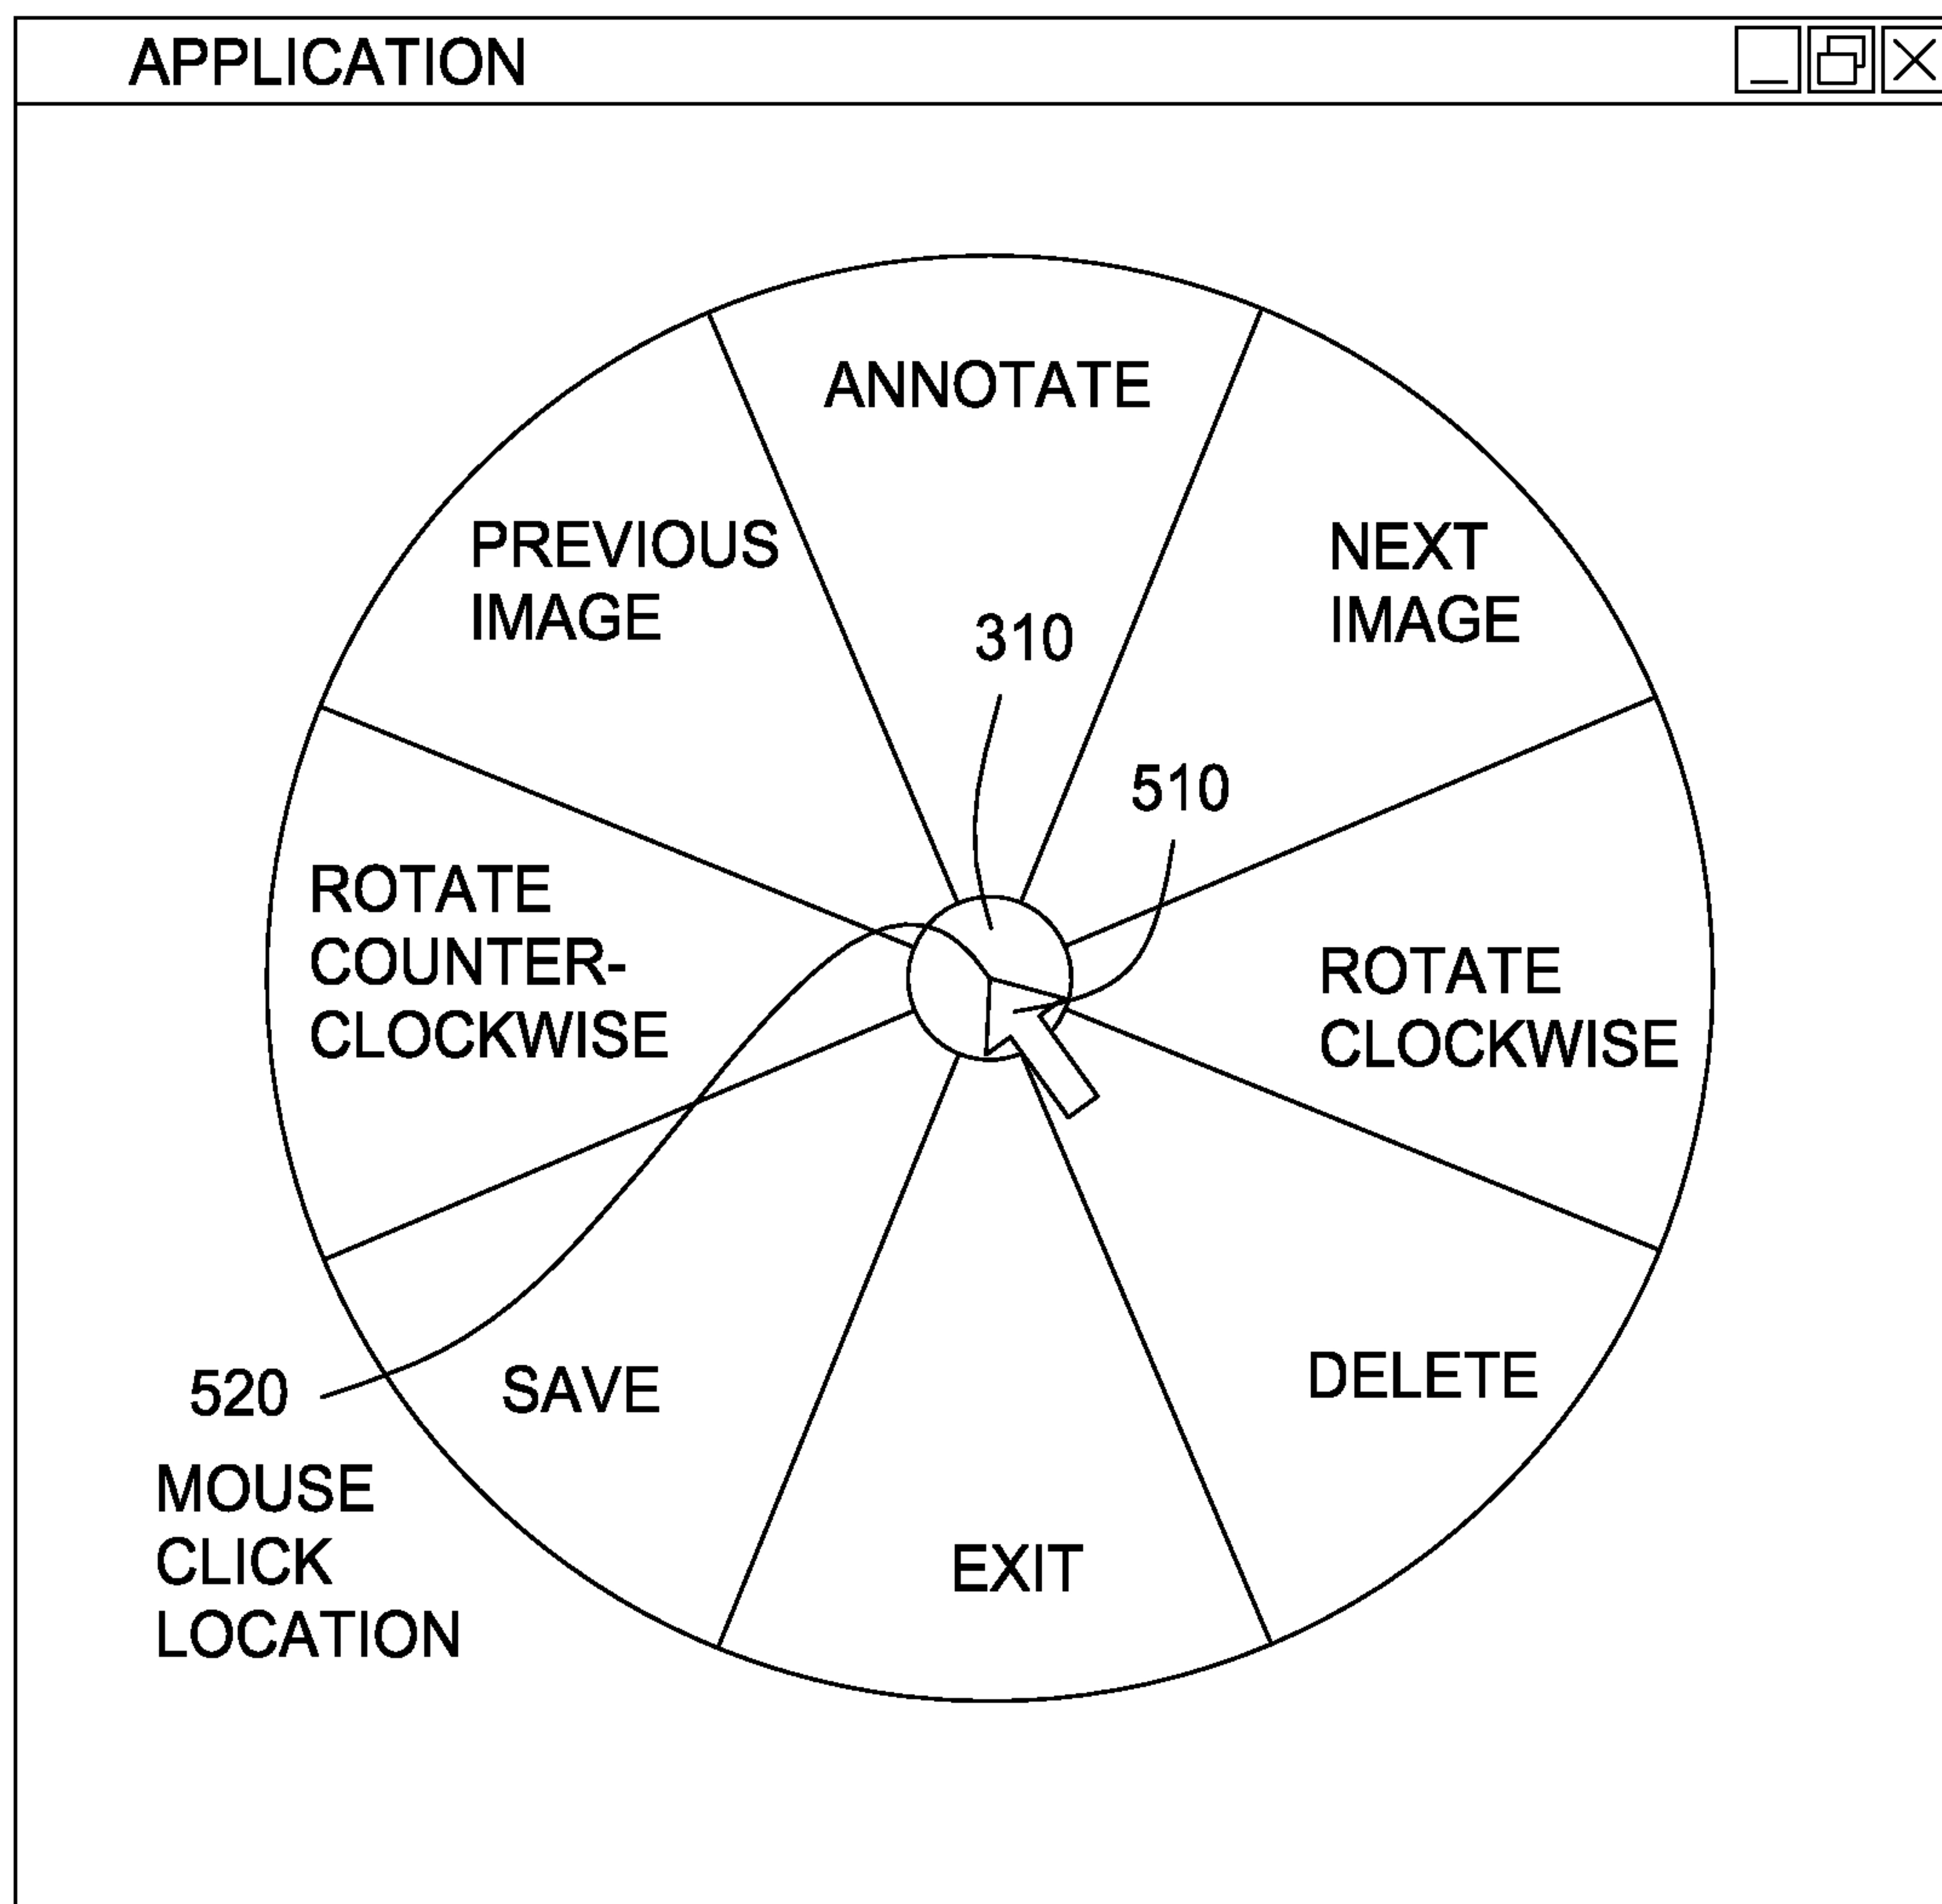 APPLICATION
ANNOTATE
PREVIOUS
IMAGE
NEXT
IMAGE
310
510
ROTATE
COUNTER-
CLOCKWISE
ROTATE
CLOCKWISE
520
MOUSE
CLICK
LOCATION
SAVE
DELETE
EXIT